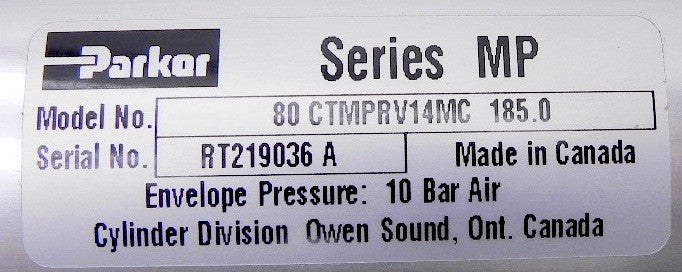 Parker Series MP
Model No. 80 CTMPRV14MC 185.0
Serial No. RT219036 A Made in Canada
Envelope Pressure: 10 Bar Air
Cylinder Division Owen Sound, Ont. Canada